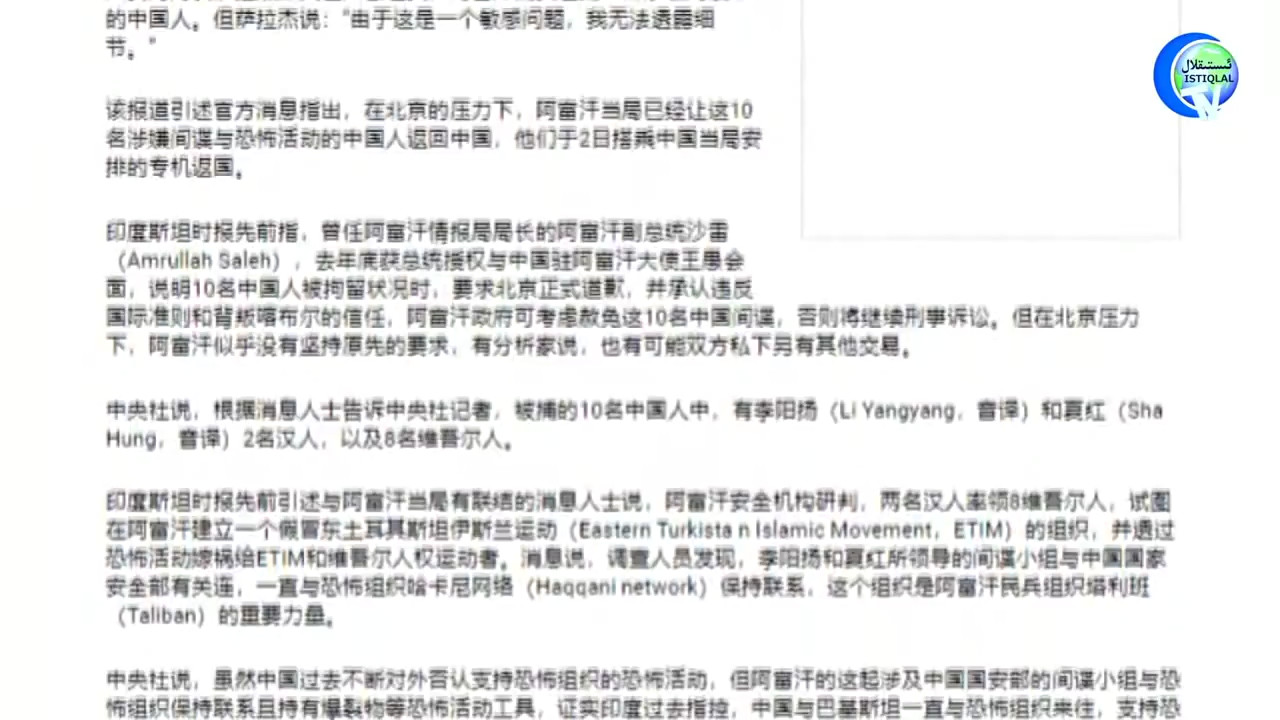 的中国人。但萨拉杰说："由于这是一个敏感问题，我无法透露细
节。"
该报道引述官方消息指出，在北京的压力下，阿富汗当局已经让这10
名涉嫌间谍与恐怖活动的中国人返回中国，他们于2日搭乘中国当局安
排的专机返国。
印度斯坦时报先前指，曾任阿富汗情报局局长的阿富汗副总统沙雷
（Amrullah Saleh），去年底获总统授权与中国驻阿富汗大使王愚会
面，说明10名中国人被拘留状况时，要求北京正式道歉，并承认违反
国际准则和背叛喀布尔的信任，阿富汗政府可考虑赦免这10名中国间谍，否则将继续刑事诉讼。但在北京压力
下，阿富汗似乎没有坚持原先的要求，有分析家说，也有可能双方私下另有其他交易。
中央社说，根据消息人士告诉中央社记者，被捕的10名中国人中，有李阳扬（Li Yangyang，音译）和夏红（Sha
Hung，音译）2名汉人，以及8名维吾尔人。
印度斯坦时报先前引述与阿富汗当局有联结的消息人士说，阿富汗安全机构研判，两名汉人率领8维吾尔人，试图
在阿富汗建立一个假冒东土耳其斯坦伊斯兰运动（Eastern Turkista n Islamic Movement，ETIM）的组织，并透过
恐怖活动嫁祸给ETIM和维吾尔人权运动者。消息说，调查人员发现，李阳扬和夏红所领导的间谍小组与中国国家
安全部有关连，一直与恐怖组织哈卡尼网络（Haqqani network）保持联系，这个组织是阿富汗民兵组织塔利班
（Taliban）的重要力量。
中央社说，虽然中国过去不断对外否认支持恐怖组织的恐怖活动，但阿富汗的这起涉及中国国安部的间谍小组与恐
怖组织保持联系且持有爆裂物等恐怖活动工具，证实印度过去指控，中国与巴基斯坦一直与恐怖组织来往，支持恐
ئىستىقلال
ISTIQLAL
TV